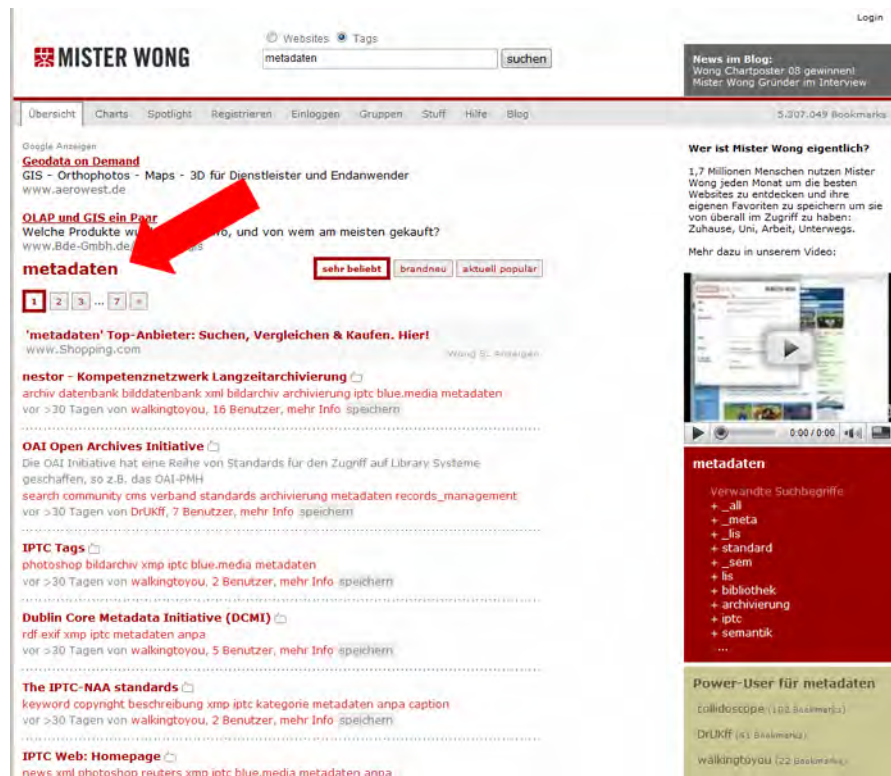 Login
Websites Tags
MISTER WONG
metadaten suchen
News im Blog:
Wong Chartposter 08 gewinnen!
Mister Wong Gründer im Interview
Übersicht Charts Spotlight Registrieren Einloggen Gruppen Stuff Hilfe Blog 5.307.049 Bookmarks
Google Anzeigen
Geodata on Demand
GIS - Orthophotos - Maps - 3D für Dienstleister und Endanwender
www.aerowest.de
OLAP und GIS ein Paar
Welche Produkte wo, und von wem am meisten gekauft?
www.Bde-Gmbh.de/
metadaten
sehr beliebt brandneu aktuell populär
1 2 3 ... 7 »
'metadaten' Top-Anbieter: Suchen, Vergleichen & Kaufen. Hier!
www.Shopping.com
Wong SL Anzeigen
nestor - Kompetenznetzwerk Langzeitarchivierung
archiv datenbank bilddatenbank xml bildarchiv archivierung iptc blue.media metadaten
vor >30 Tagen von walkingtoyou, 16 Benutzer, mehr Info speichern
OAI Open Archives Initiative
Die OAI Initiative hat eine Reihe von Standards für den Zugriff auf Library Systeme
geschaffen, so z.B. das OAI-PMH
search community cms verband standards archivierung metadaten records_management
vor >30 Tagen von DrUKff, 7 Benutzer, mehr Info speichern
IPTC Tags
photoshop bildarchiv xmp iptc blue.media metadaten
vor >30 Tagen von walkingtoyou, 2 Benutzer, mehr Info speichern
Dublin Core Metadata Initiative (DCMI)
rdf exif xmp iptc metadaten anpa
vor >30 Tagen von walkingtoyou, 5 Benutzer, mehr Info speichern
The IPTC-NAA standards
keyword copyright beschreibung xmp iptc kategorie metadaten anpa caption
vor >30 Tagen von walkingtoyou, 2 Benutzer, mehr Info speichern
IPTC Web: Homepage
news xml photoshop reuters xmp iptc blue.media metadaten anpa
Wer ist Mister Wong eigentlich?
1,7 Millionen Menschen nutzen Mister
Wong jeden Monat um die besten
Websites zu entdecken und ihre
eigenen Favoriten zu speichern um sie
von überall im Zugriff zu haben:
Zuhause, Uni, Arbeit, Unterwegs.
Mehr dazu in unserem Video:
0:00 / 0:00
metadaten
Verwandte Suchbegriffe
+ _all
+ _meta
+ _lis
+ standard
+ _sem
+ lis
+ bibliothek
+ archivierung
+ iptc
+ semantik
...
Power-User für metadaten
collidoscope (102 Bookmarks)
DrUKff (41 Bookmarks)
walkingtoyou (22 Bookmarks)